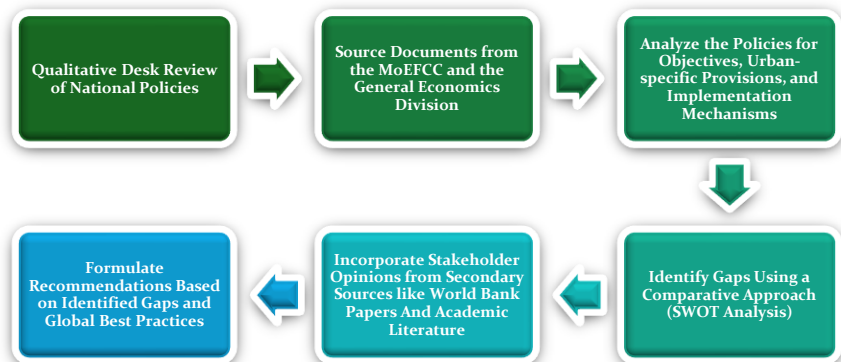 Qualitative Desk Review
of National Policies
Source Documents from
the MoEFCC and the
General Economics
Division
Analyze the Policies for
Objectives, Urban-
specific Provisions, and
Implementation
Mechanisms
Identify Gaps Using a
Comparative Approach
(SWOT Analysis)
Incorporate Stakeholder
Opinions from Secondary
Sources like World Bank
Papers And Academic
Literature
Formulate
Recommendations Based
on Identified Gaps and
Global Best Practices